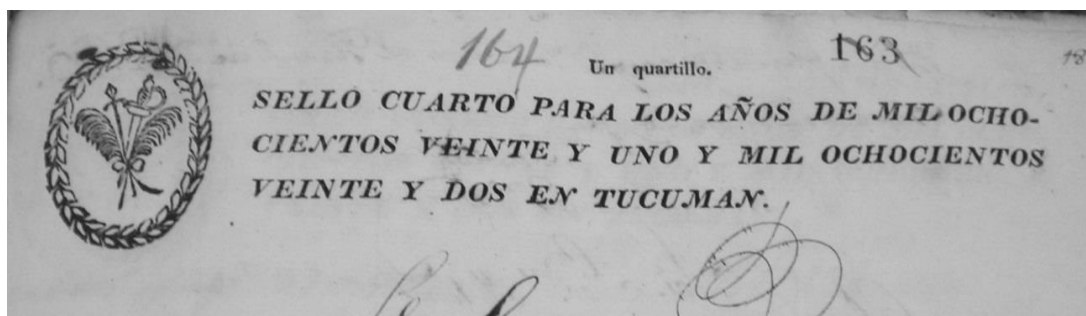 164
163
Un quartillo.
SELLO CUARTO PARA LOS AÑOS DE MIL OCHO-
CIENTOS VEINTE Y UNO Y MIL OCHOCIENTOS
VEINTE Y DOS EN TUCUMAN.